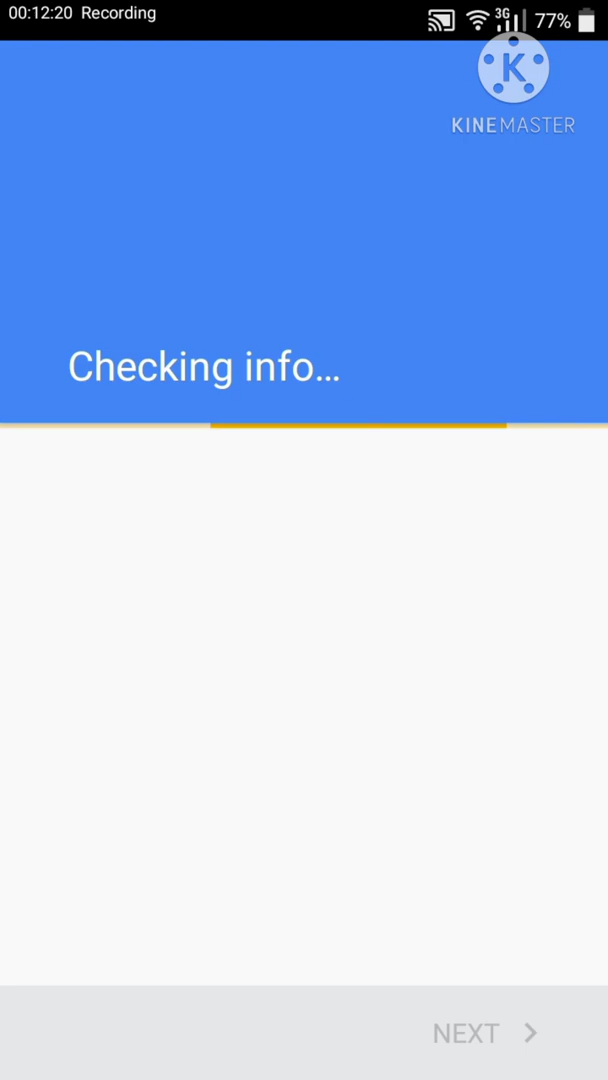 00:12:20 Recording
3G
77%
K
KINEMASTER
Checking info...
NEXT